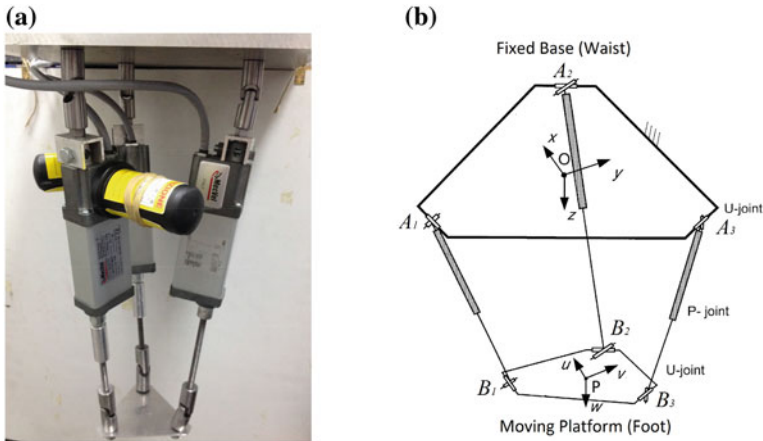 (a)
(b)
Fixed Base (Waist)
A2
x
O
y
z
A1
U-joint
A3
P- joint
B2
u
v
U-joint
B1
P
w
B3
Moving Platform (Foot)